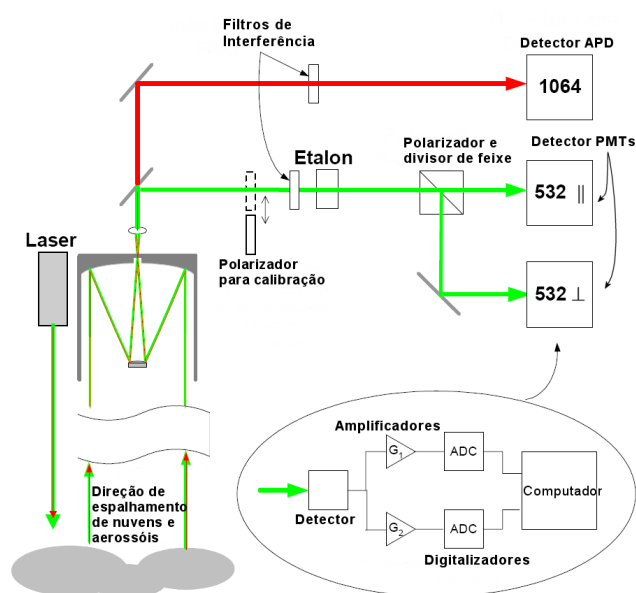 Filtros de
Interferência
Detector APD
1064
Polarizador e
divisor de feixe
Detector PMTs
Etalon
532 ||
Laser
Polarizador
para calibração
532 ⊥
Amplificadores
G1
ADC
Computador
Detector
G2
ADC
Digitalizadores
Direção de
espalhamento
de nuvens e
aerossóis